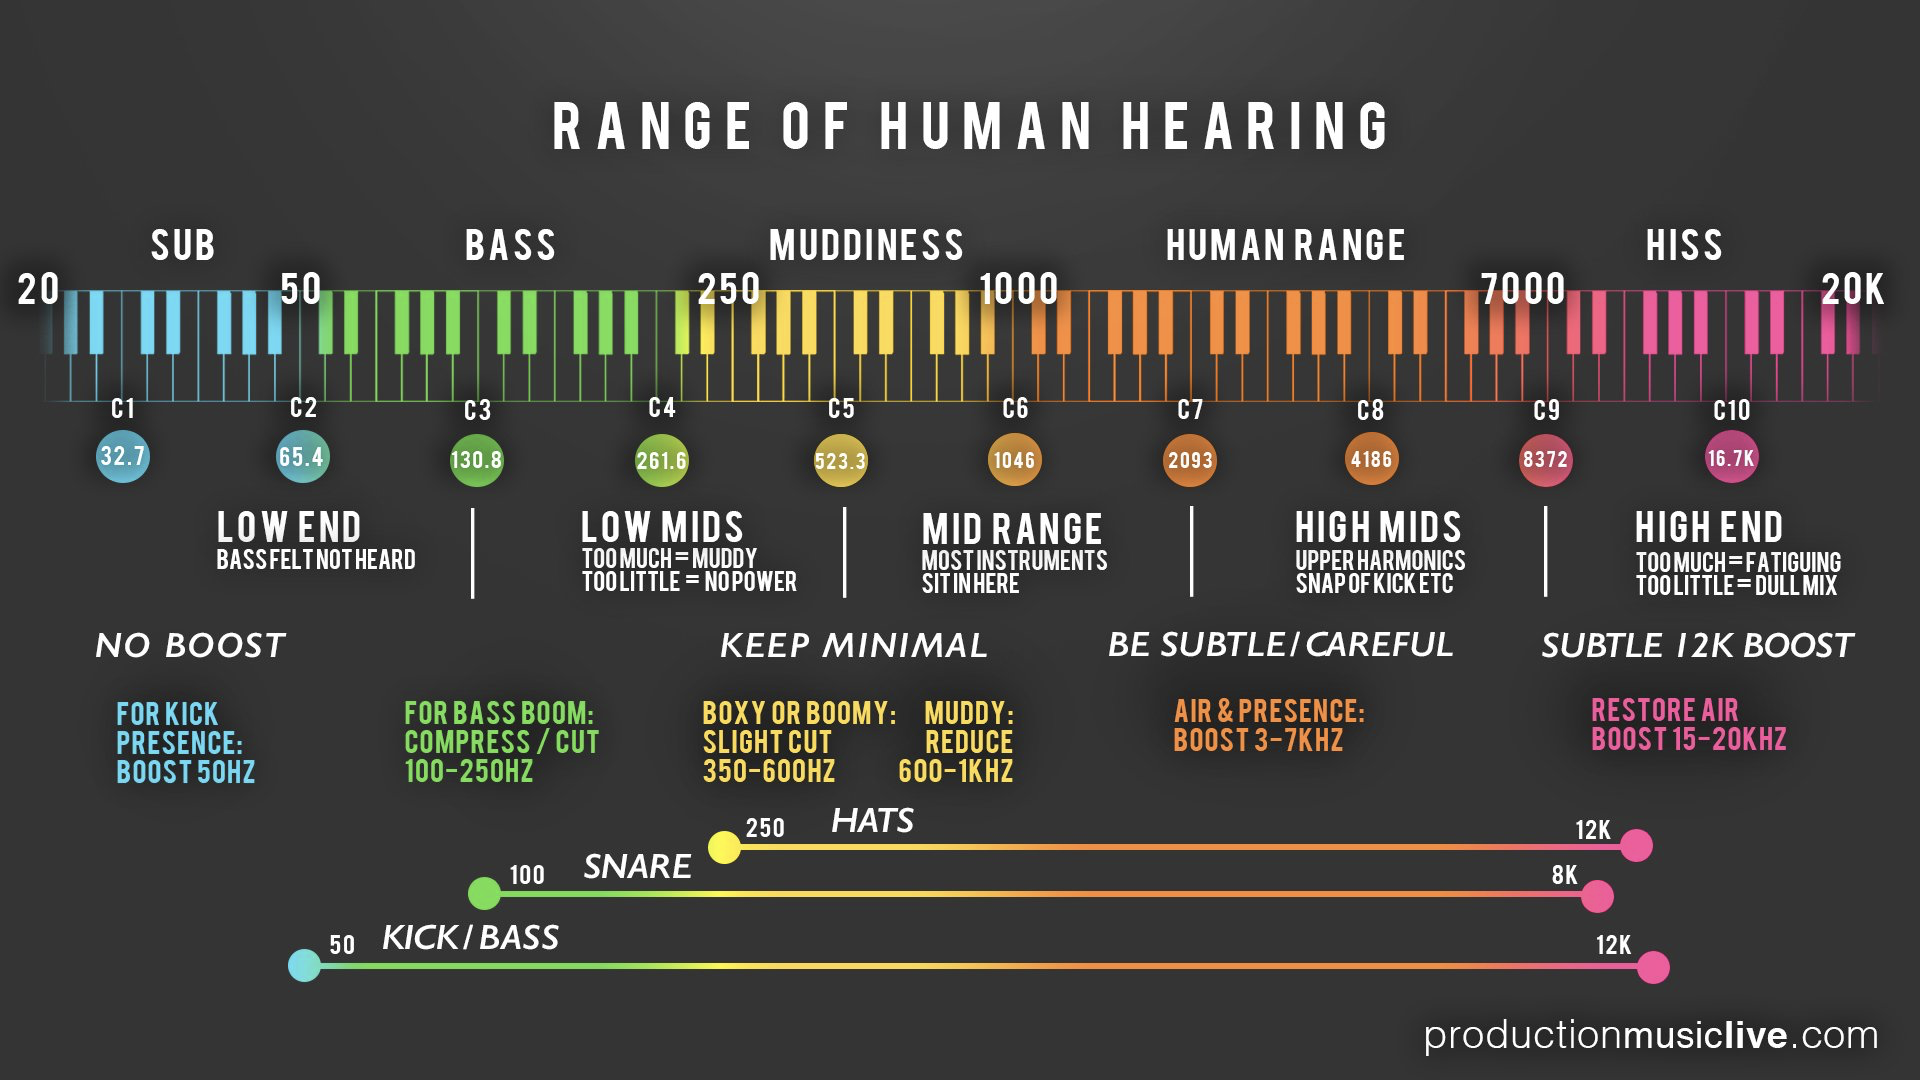 RANGE OF HUMAN HEARING
SUB
BASS
MUDDINESS
HUMAN RANGE
HISS
20
50
250
1000
7000
20K
C1
C2
C3
C4
C5
C6
C7
C8
C9
C10
32.7
65.4
130.8
261.6
523.3
1046
2093
4186
8372
16.7K
LOW END
BASS FELT NOT HEARD
LOW MIDS
TOO MUCH = MUDDY
TOO LITTLE = NO POWER
MID RANGE
MOST INSTRUMENTS
SIT IN HERE
HIGH MIDS
UPPER HARMONICS
SNAP OF KICK ETC
HIGH END
TOO MUCH = FATIGUING
TOO LITTLE = DULL MIX
NO BOOST
KEEP MINIMAL
BE SUBTLE/CAREFUL
SUBTLE 12K BOOST
FOR KICK
PRESENCE:
BOOST 50HZ
FOR BASS BOOM:
COMPRESS / CUT
100-250HZ
BOXY OR BOOMY:
SLIGHT CUT
350-600HZ
MUDDY:
REDUCE
600-1KHZ
AIR & PRESENCE:
BOOST 3-7KHZ
RESTORE AIR
BOOST 15-20KHZ
250
HATS
12K
100
SNARE
8K
50
KICK/BASS
12K
productionmusiclive.com